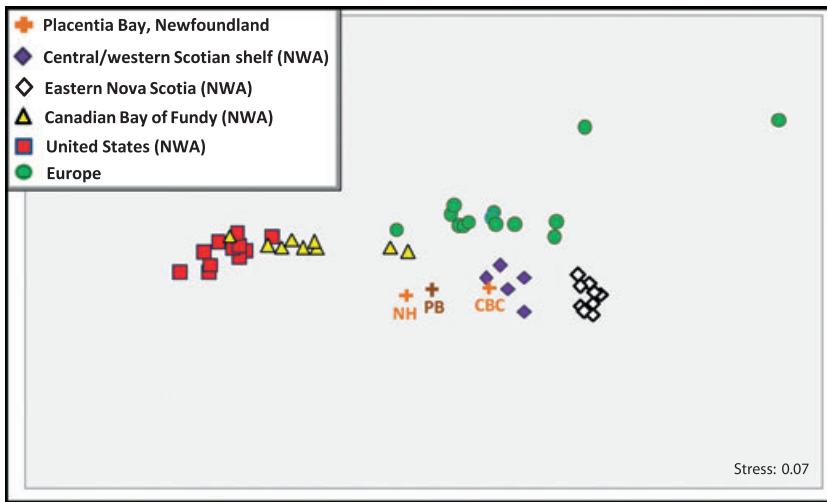 Placentia Bay, Newfoundland
Central/western Scotian shelf (NWA)
Eastern Nova Scotia (NWA)
Canadian Bay of Fundy (NWA)
United States (NWA)
Europe
NH
PB
CBC
Stress: 0.07